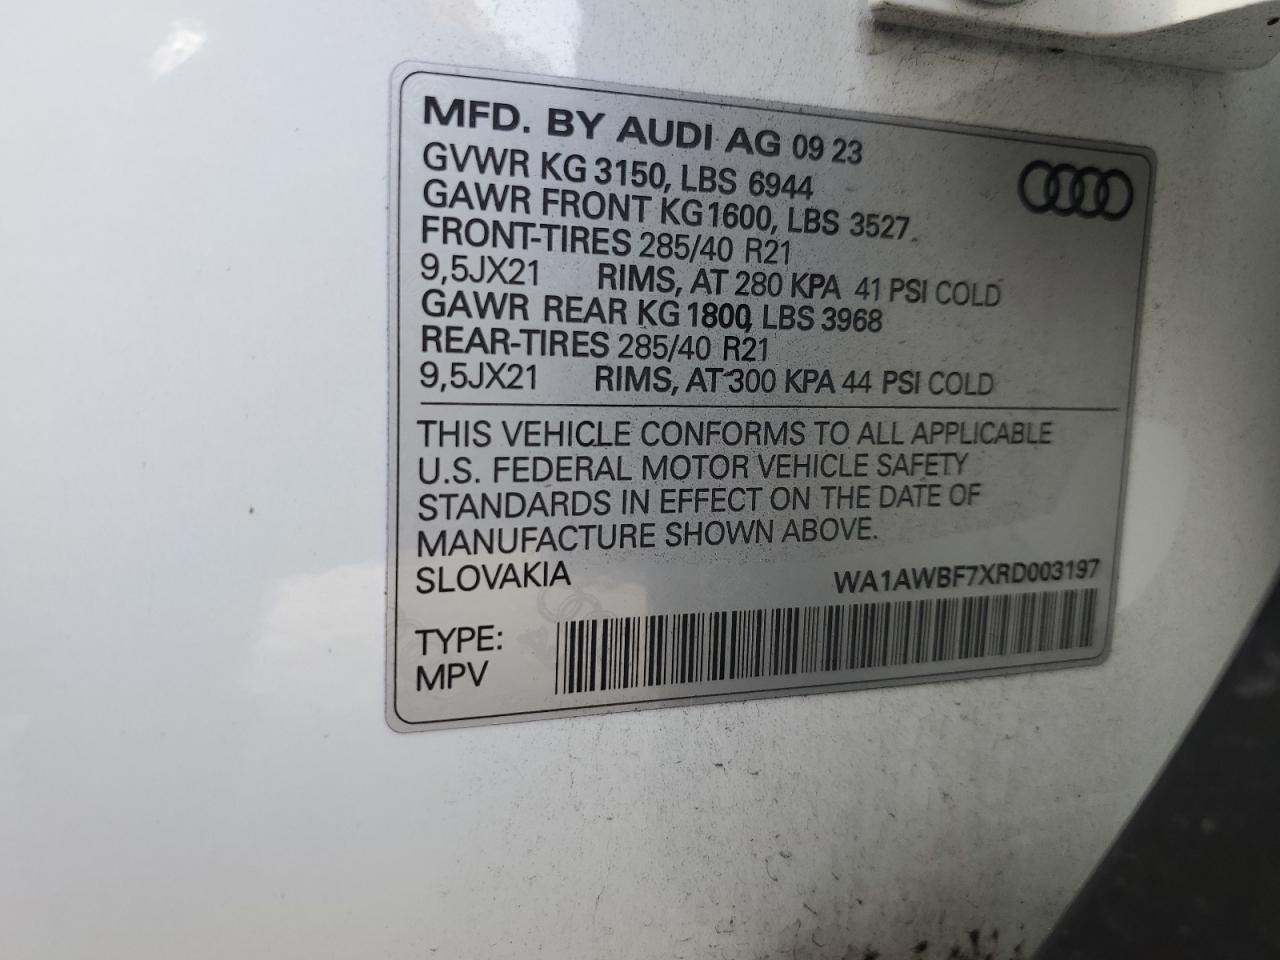 MFD. BY AUDI AG 09 23
GVWR KG 3150, LBS 6944
GAWR FRONT KG 1600, LBS 3527
FRONT-TIRES 285/40 R21
9,5JX21 RIMS, AT 280 KPA 41 PSI COLD
GAWR REAR KG 1800, LBS 3968
REAR-TIRES 285/40 R21
9,5JX21 RIMS, AT 300 KPA 44 PSI COLD
THIS VEHICLE CONFORMS TO ALL APPLICABLE
U.S. FEDERAL MOTOR VEHICLE SAFETY
STANDARDS IN EFFECT ON THE DATE OF
MANUFACTURE SHOWN ABOVE.
SLOVAKIA WA1AWBF7XRD003197
TYPE:
MPV